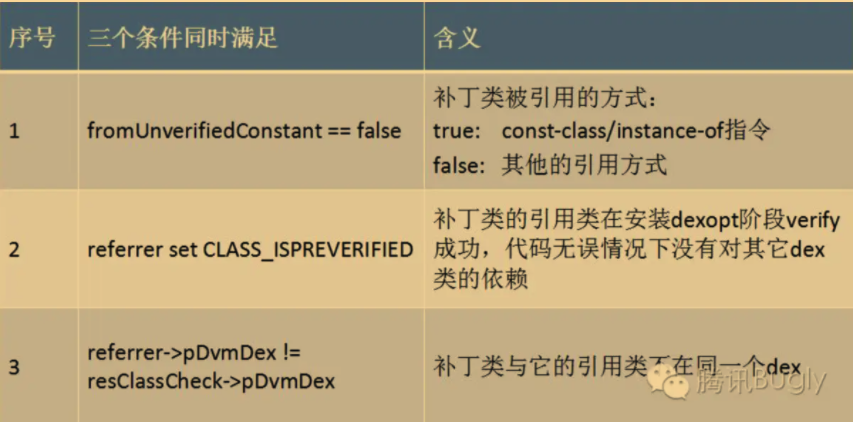 序号 三个条件同时满足 含义
1 fromUnverifiedConstant == false
补丁类被引用的方式：
true: const-class/instance-of指令
false: 其他的引用方式
2 referrer set CLASS_ISPREVERIFIED
补丁类的引用类在安装dexopt阶段verify
成功，代码无误情况下没有对其它dex
类的依赖
3 referrer->pDvmDex !=
resClassCheck->pDvmDex
补丁类与它的引用类不在同一个dex
腾讯Bugly